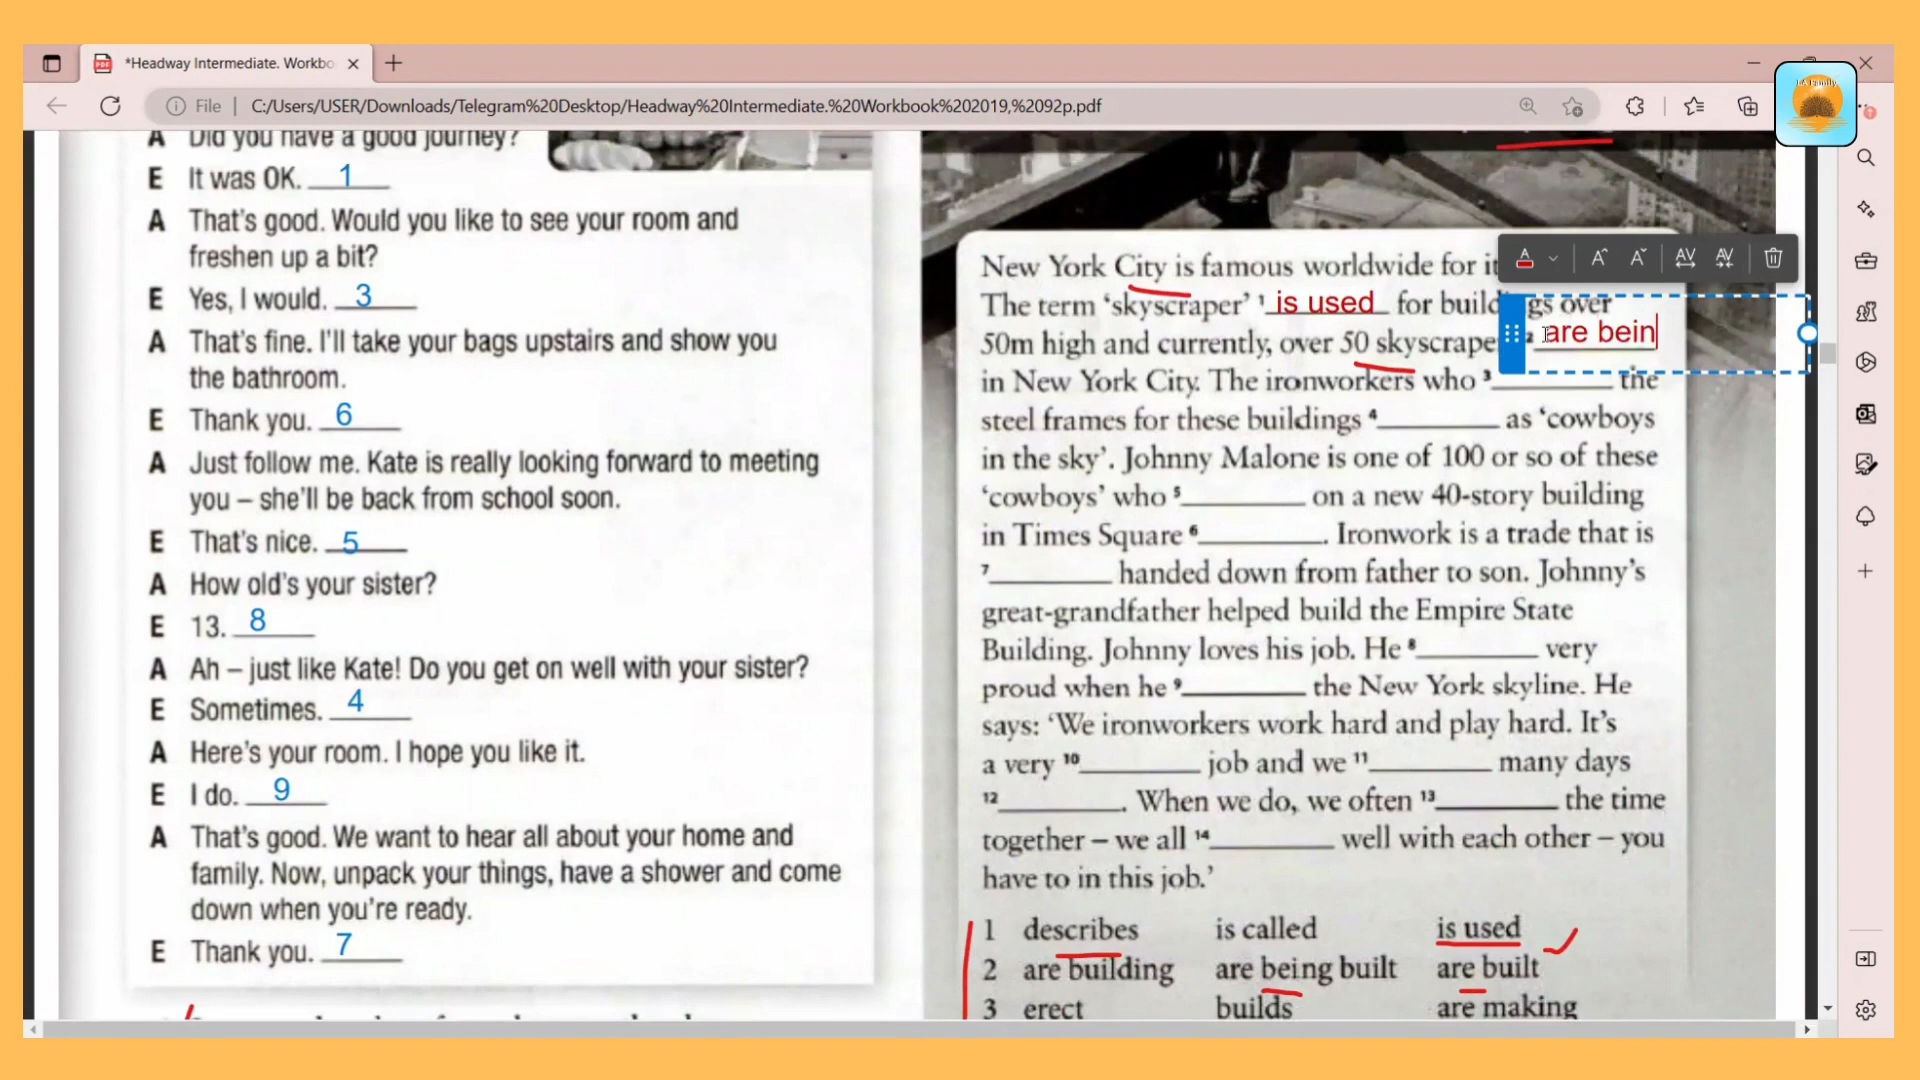 *Headway Intermediate. Workbo
File | C:/Users/USER/Downloads/Telegram%20Desktop/Headway%20Intermediate.%20Workbook%202019,%2092p.pdf
A Did you have a good journey?
E It was OK. 1
A That's good. Would you like to see your room and
freshen up a bit?
E Yes, I would. 3
A That's fine. I'll take your bags upstairs and show you
the bathroom.
E Thank you. 6
A Just follow me. Kate is really looking forward to meeting
you – she'll be back from school soon.
E That's nice. 5
A How old's your sister?
E 13. 8
A Ah – just like Kate! Do you get on well with your sister?
E Sometimes. 4
A Here's your room. I hope you like it.
E I do. 9
A That's good. We want to hear all about your home and
family. Now, unpack your things, have a shower and come
down when you're ready.
E Thank you. 7
New York City is famous worldwide for it
The term 'skyscraper' 1 is used for buildings over
50m high and currently, over 50 skyscrape 2 are bein
in New York City. The ironworkers who 3 ________ the
steel frames for these buildings 4 ________ as 'cowboys
in the sky'. Johnny Malone is one of 100 or so of these
'cowboys' who 5 ________ on a new 40-story building
in Times Square 6 ________. Ironwork is a trade that is
7 ________ handed down from father to son. Johnny's
great-grandfather helped build the Empire State
Building. Johnny loves his job. He 8 ________ very
proud when he 9 ________ the New York skyline. He
says: 'We ironworkers work hard and play hard. It's
a very 10 ________ job and we 11 ________ many days
12 ________. When we do, we often 13 ________ the time
together – we all 14 ________ well with each other – you
have to in this job.'
1 describes is called is used
2 are building are being built are built
3 erect builds are making